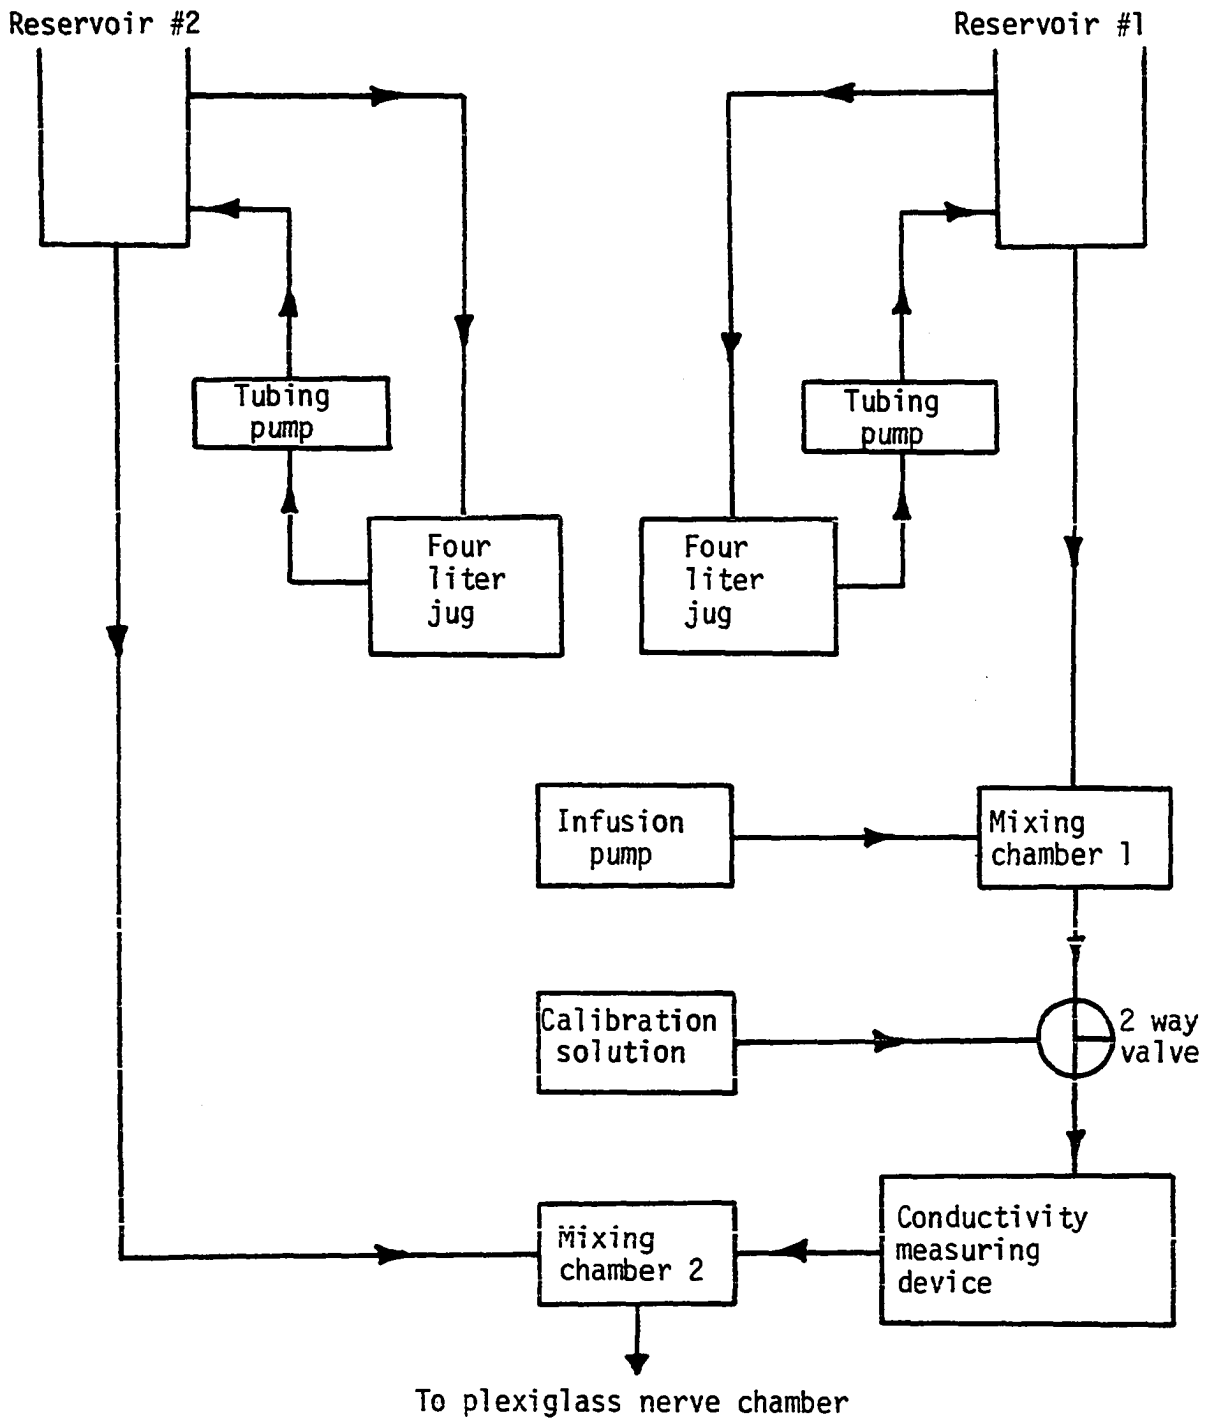 Reservoir #2
Reservoir #1
Tubing
pump
Tubing
pump
Four
liter
jug
Four
liter
jug
Infusion
pump
Mixing
chamber 1
Calibration
solution
2 way
valve
Mixing
chamber 2
Conductivity
measuring
device
To plexiglass nerve chamber